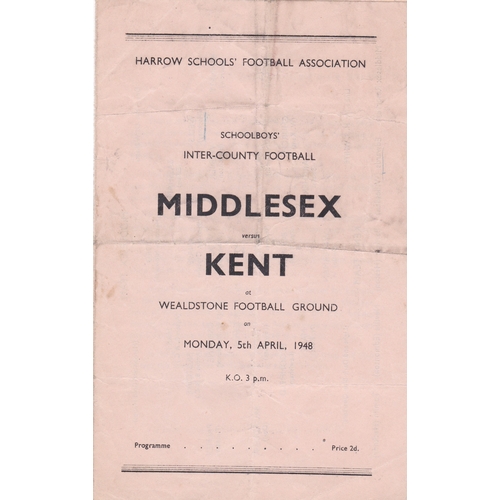 HARROW SCHOOLS' FOOTBALL ASSOCIATION
SCHOOLBOYS'
INTER-COUNTY FOOTBALL
MIDDLESEX
versus
KENT
at
WEALDSTONE FOOTBALL GROUND
on
MONDAY, 5th APRIL, 1948
K.O. 3 p.m.
Programme . . . . . . . . . Price 2d.